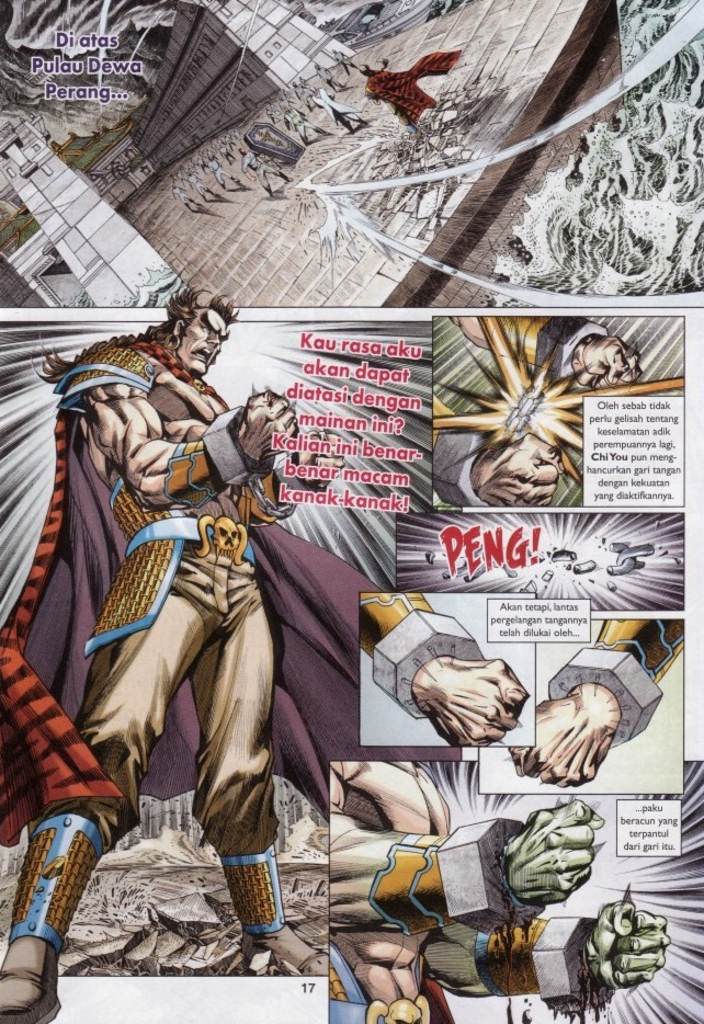 Di atas
Pulau Dewa
Perang...
Kau rasa aku
akan dapat
diatasi dengan
mainan ini?
Kalian ini benar-
benar macam
kanak-kanak!
Oleh sebab tidak
perlu gelisah tentang
keselamatan adik
perempuannya lagi,
ChiYou pun meng-
hancurkan gari tangan
dengan kekuatan
yang diaktifkannya.
PENG!
Akan tetapi, lantas
pergelangan tangannya
telah dilukai oleh...
...paku
beracun yang
terpantul
dari gari itu.
17